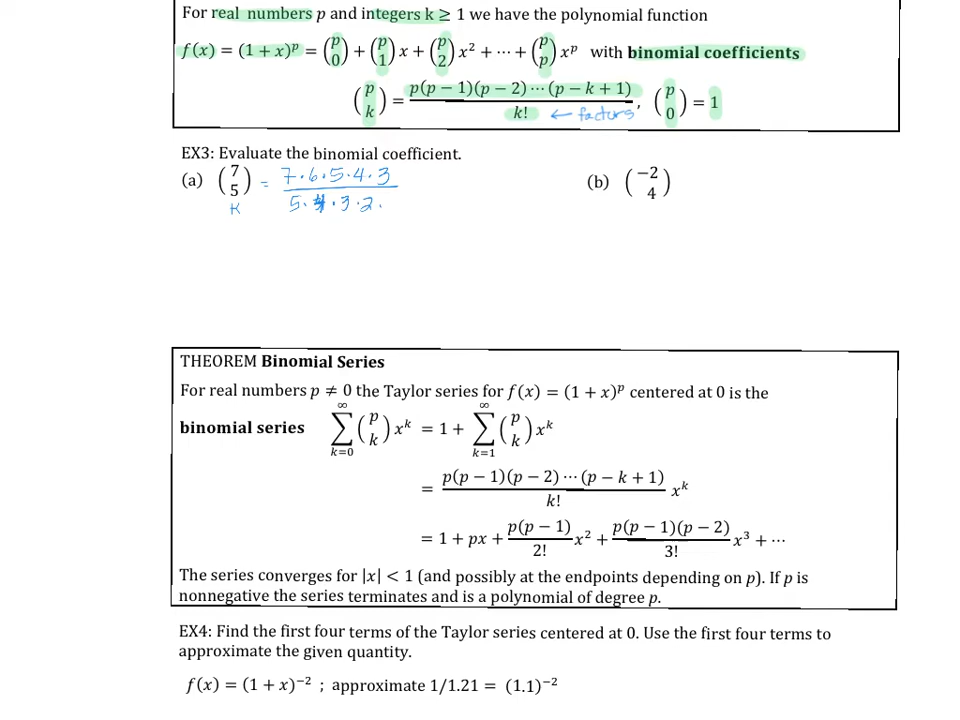 For real numbers p and integers k ≥ 1 we have the polynomial function
f(x) = (1 + x)^p = (p 0) + (p 1) x + (p 2) x² + ⋯ + (p p) x^p with binomial coefficients
(p k) = p(p − 1)(p − 2) ⋯ (p − k + 1) / k! , (p 0) = 1
← factors
EX3: Evaluate the binomial coefficient.
(a) (7 5) = 7·6·5·4·3 / 5·4·3·2· (b) (−2 4)
K
THEOREM Binomial Series
For real numbers p ≠ 0 the Taylor series for f(x) = (1 + x)^p centered at 0 is the
binomial series ∑_{k=0}^{∞} (p k) x^k = 1 + ∑_{k=1}^{∞} (p k) x^k
= p(p − 1)(p − 2) ⋯ (p − k + 1) / k! x^k
= 1 + px + p(p − 1) / 2! x² + p(p − 1)(p − 2) / 3! x³ + ⋯
The series converges for |x| < 1 (and possibly at the endpoints depending on p). If p is
nonnegative the series terminates and is a polynomial of degree p.
EX4: Find the first four terms of the Taylor series centered at 0. Use the first four terms to
approximate the given quantity.
f(x) = (1 + x)^−2 ; approximate 1/1.21 = (1.1)^−2